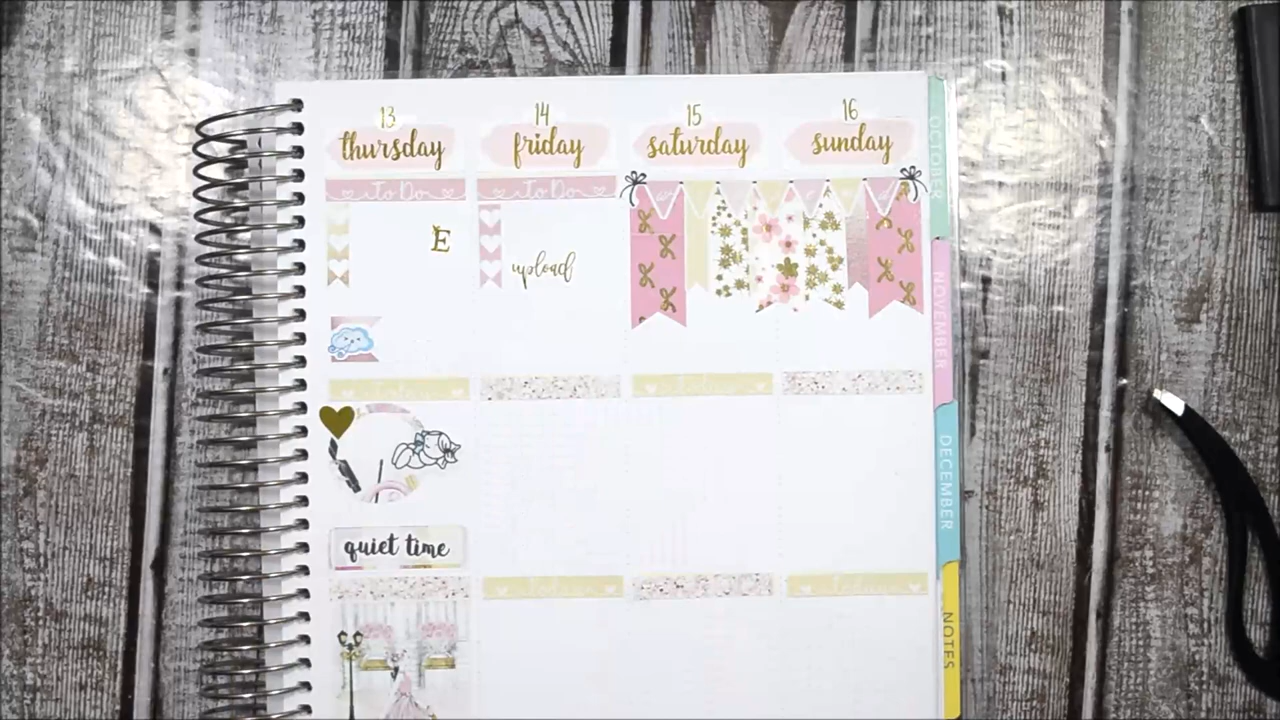 13 14 15 16
thursday friday saturday sunday
To Do To Do
E
upload
quiet time
OCTOBER
NOVEMBER
DECEMBER
NOTES